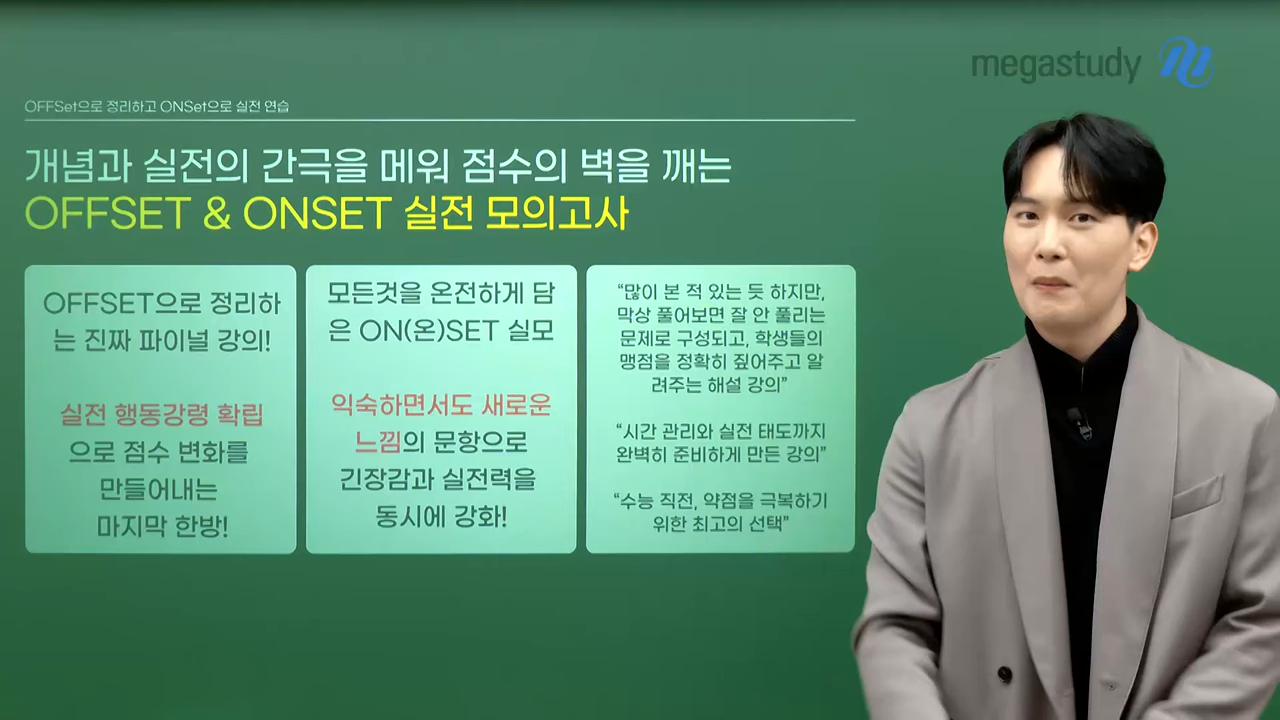 megastudy
OFFSet으로 정리하고 ONSet으로 실전 연습
개념과 실전의 간극을 메워 점수의 벽을 깨는
OFFSET & ONSET 실전 모의고사
OFFSET으로 정리하
는 진짜 파이널 강의!
실전 행동강령 확립
으로 점수 변화를
만들어내는
마지막 한방!
모든것을 온전하게 담
은 ON(온)SET 실모
익숙하면서도 새로운
느낌의 문항으로
긴장감과 실전력을
동시에 강화!
“많이 본 적 있는 듯 하지만,
막상 풀어보면 잘 안 풀리는
문제로 구성되고, 학생들의
맹점을 정확히 짚어주고 알
려주는 해설 강의”
“시간 관리와 실전 태도까지
완벽히 준비하게 만든 강의”
“수능 직전, 약점을 극복하기
위한 최고의 선택”